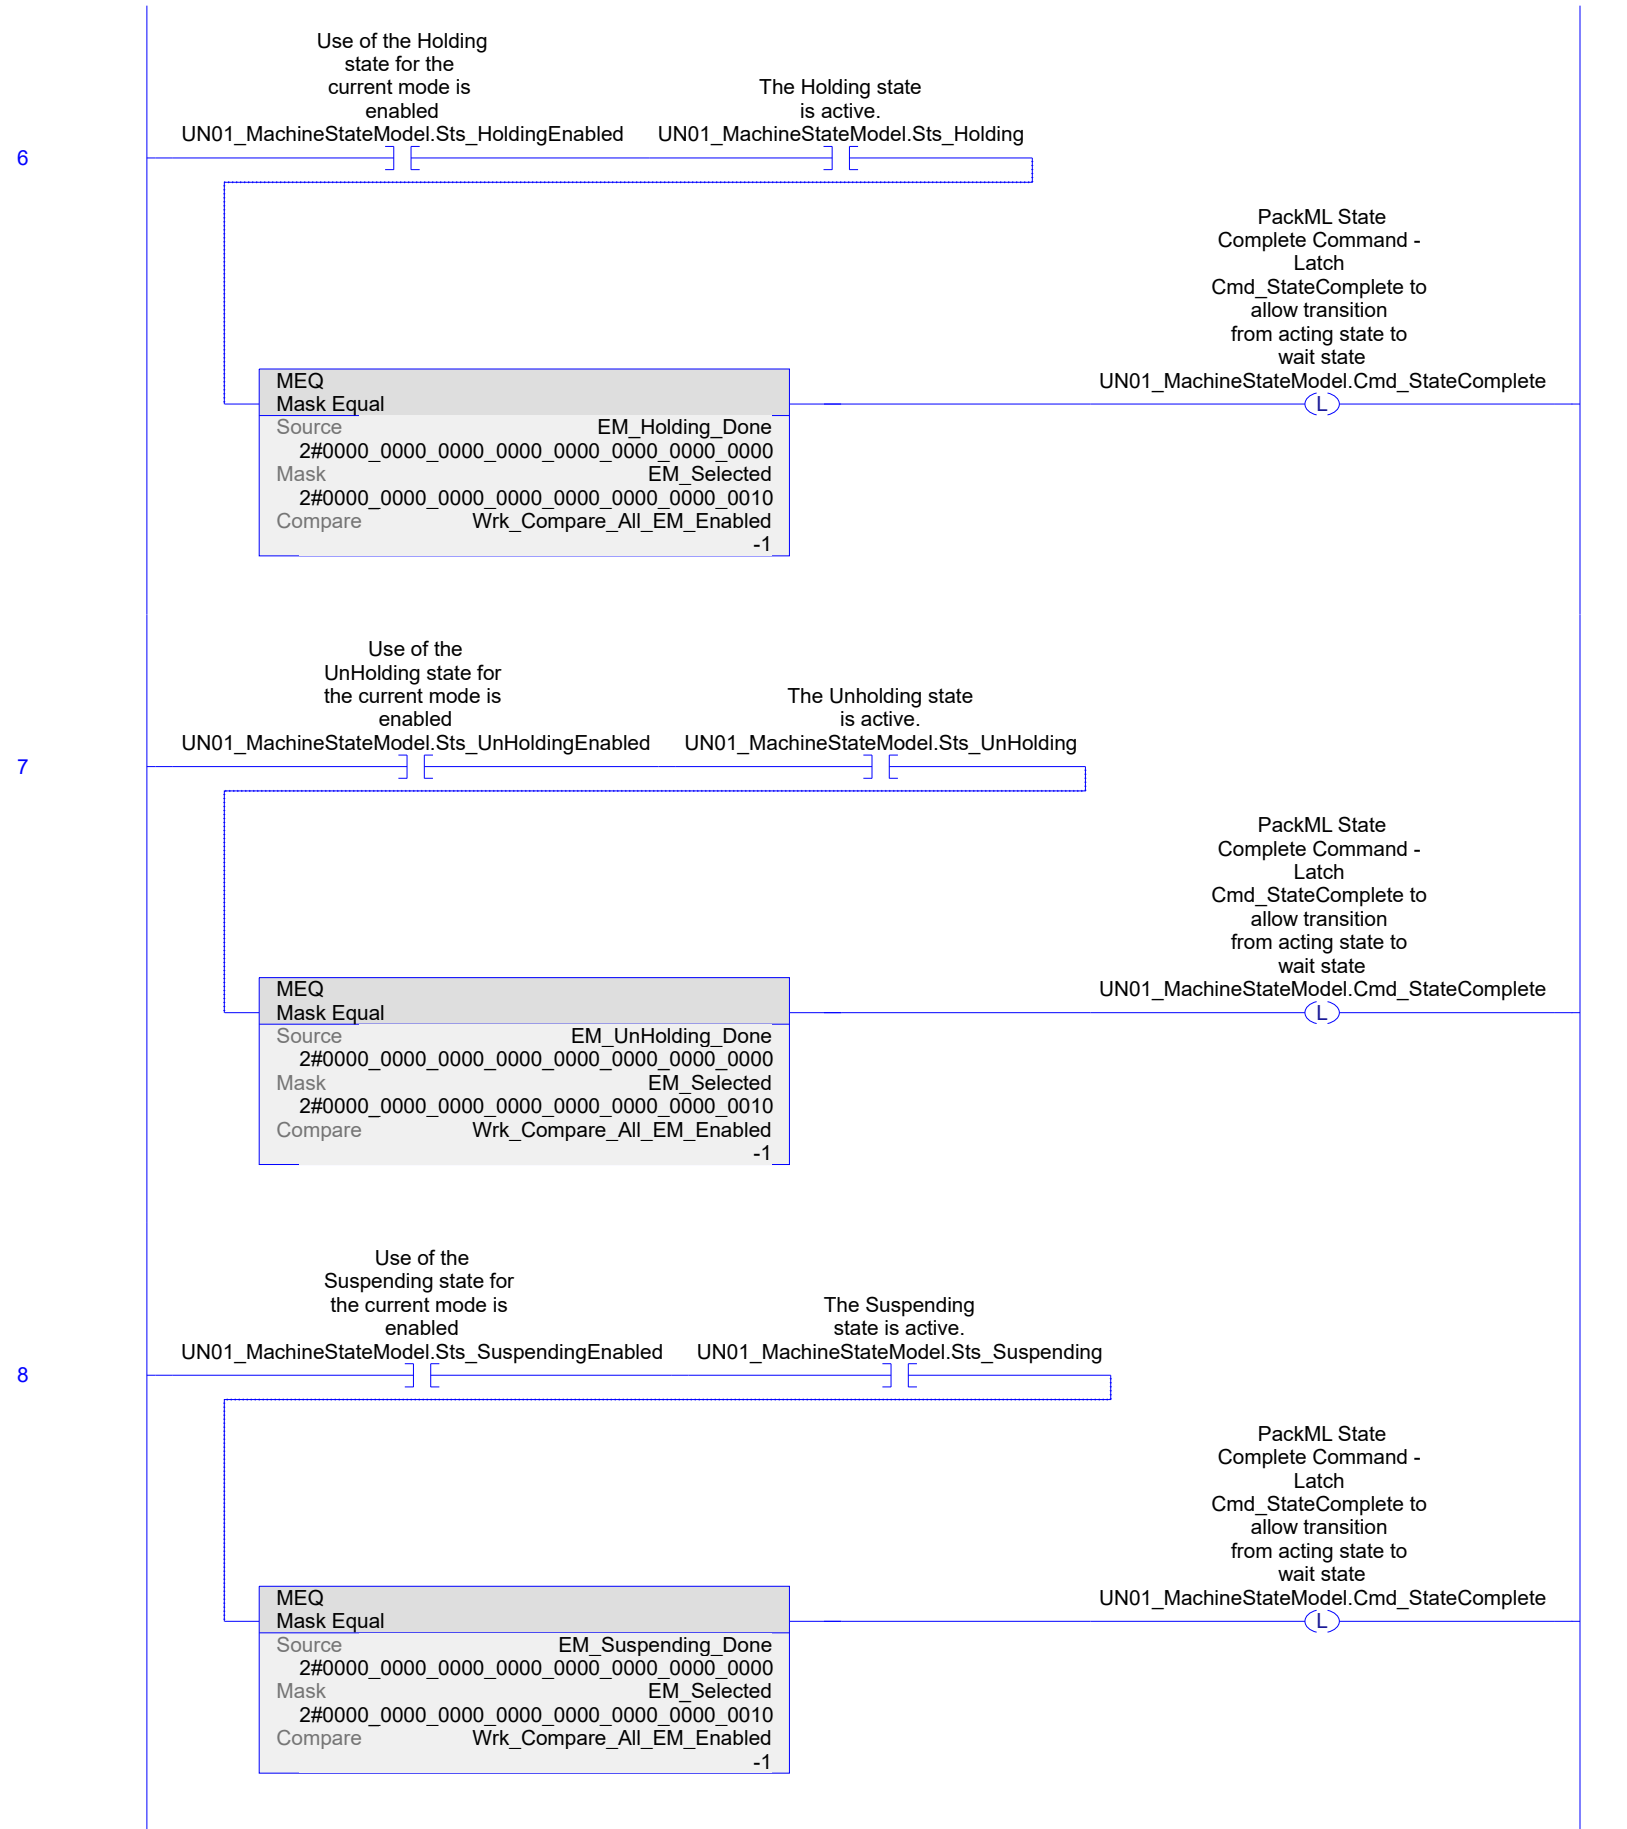 Use of the Holding
state for the
current mode is
enabled
UN01_MachineStateModel.Sts_HoldingEnabled
The Holding state
is active.
UN01_MachineStateModel.Sts_Holding
6
PackML State
Complete Command -
Latch
Cmd_StateComplete to
allow transition
from acting state to
wait state
UN01_MachineStateModel.Cmd_StateComplete
L
MEQ
Mask Equal
Source EM_Holding_Done
2#0000_0000_0000_0000_0000_0000_0000_0000
Mask EM_Selected
2#0000_0000_0000_0000_0000_0000_0000_0010
Compare Wrk_Compare_All_EM_Enabled
-1
Use of the
UnHolding state for
the current mode is
enabled
UN01_MachineStateModel.Sts_UnHoldingEnabled
The Unholding state
is active.
UN01_MachineStateModel.Sts_UnHolding
7
PackML State
Complete Command -
Latch
Cmd_StateComplete to
allow transition
from acting state to
wait state
UN01_MachineStateModel.Cmd_StateComplete
L
MEQ
Mask Equal
Source EM_UnHolding_Done
2#0000_0000_0000_0000_0000_0000_0000_0000
Mask EM_Selected
2#0000_0000_0000_0000_0000_0000_0000_0010
Compare Wrk_Compare_All_EM_Enabled
-1
Use of the
Suspending state for
the current mode is
enabled
UN01_MachineStateModel.Sts_SuspendingEnabled
The Suspending
state is active.
UN01_MachineStateModel.Sts_Suspending
8
PackML State
Complete Command -
Latch
Cmd_StateComplete to
allow transition
from acting state to
wait state
UN01_MachineStateModel.Cmd_StateComplete
L
MEQ
Mask Equal
Source EM_Suspending_Done
2#0000_0000_0000_0000_0000_0000_0000_0000
Mask EM_Selected
2#0000_0000_0000_0000_0000_0000_0000_0010
Compare Wrk_Compare_All_EM_Enabled
-1